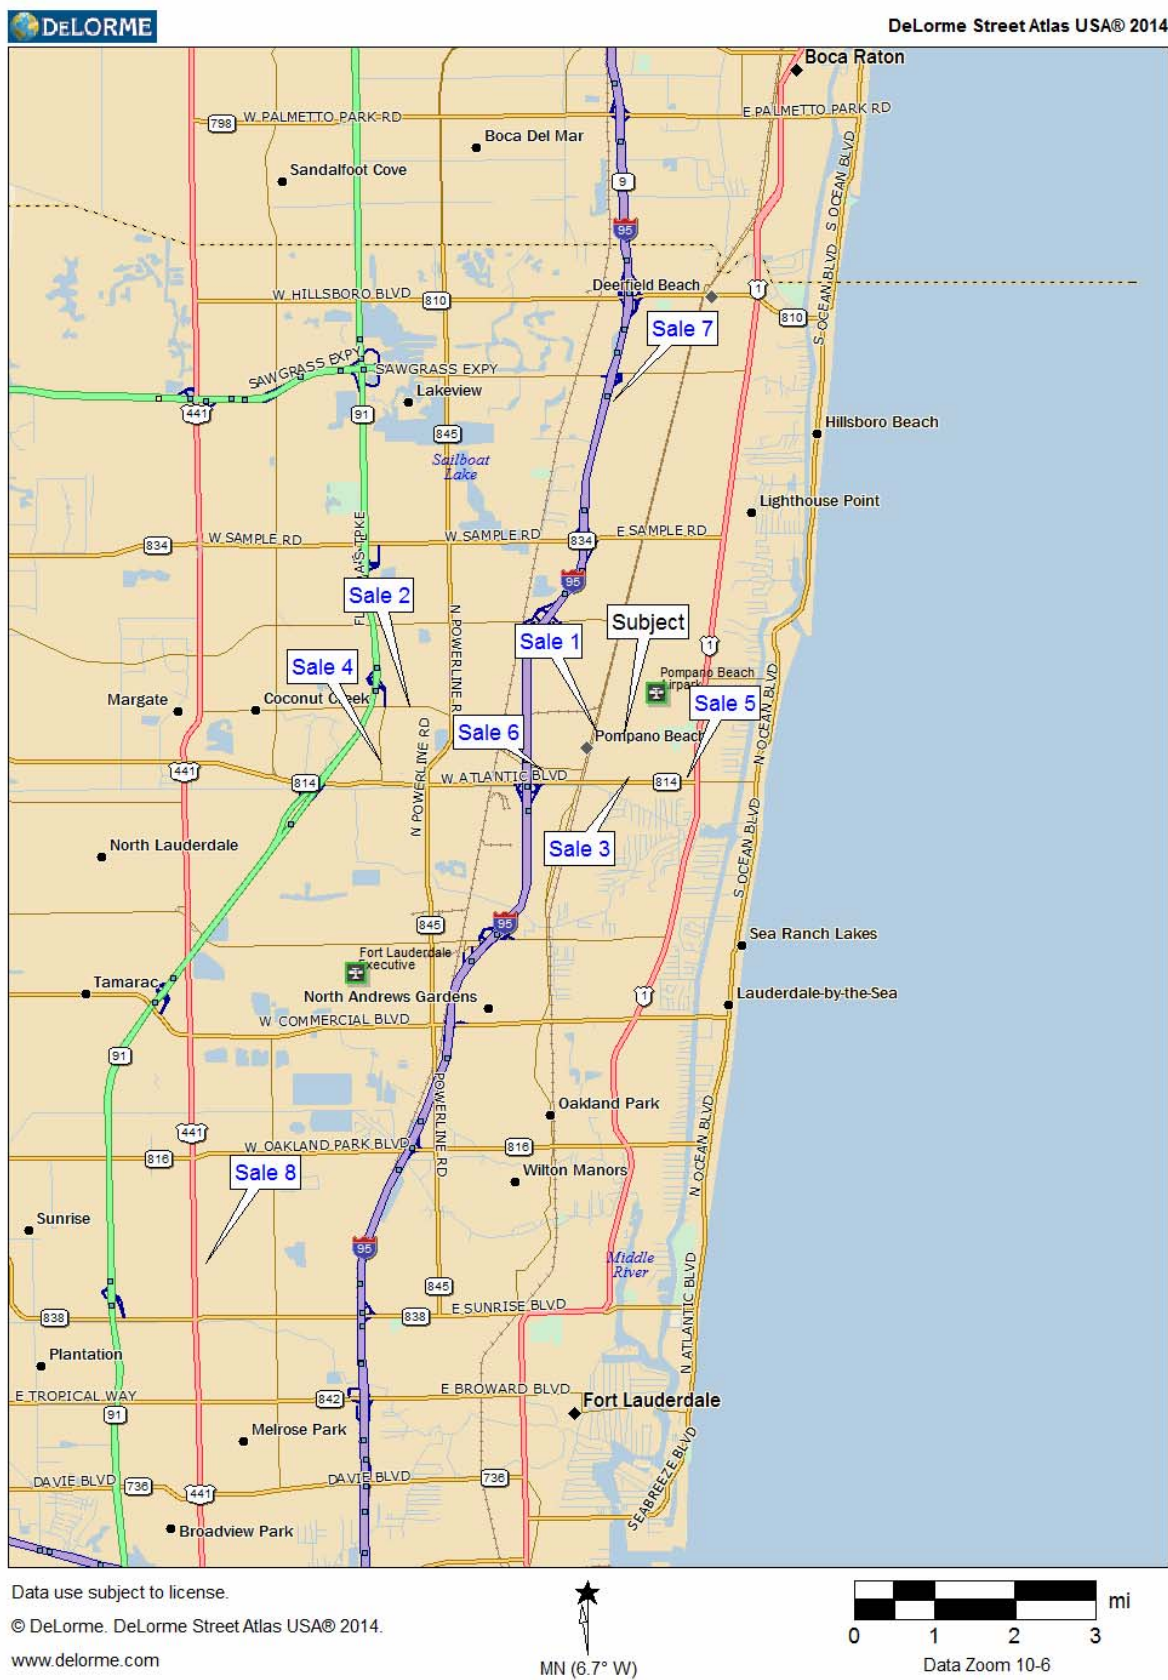 DELORME
DeLorme Street Atlas USA® 2014
Boca Raton
798
W PALMETTO PARK RD
E PALMETTO PARK RD
Boca Del Mar
Sandalfoot Cove
9
S OCEAN BLVD
95
Deerfield Beach
W HILLSBORO BLVD
810
1
810
S OCEAN BLVD
Sale 7
SAWGRASS EXPY
SAWGRASS EXPY
Lakeview
441
91
845
Hillsboro Beach
Sailboat
Lake
Lighthouse Point
834
W SAMPLE RD
W SAMPLE RD
834
E SAMPLE RD
95
Sale 2
N POWERLINE R
Sale 1
Subject
1
Sale 4
Pompano Beach
Airpark
Margate
Coconut Creek
Sale 5
N OCEAN BLVD
Sale 6
Pompano Beach
N POWERLINE RD
441
814
W ATLANTIC BLVD
814
North Lauderdale
Sale 3
S OCEAN BLVD
845
95
Sea Ranch Lakes
Fort Lauderdale
Executive
Tamarac
North Andrews Gardens
1
Lauderdale-by-the-Sea
W COMMERCIAL BLVD
91
POWERLINE RD
Oakland Park
441
W OAKLAND PARK BLVD
816
816
N OCEAN BLVD
Sale 8
Wilton Manors
Sunrise
95
Middle
River
845
N ATLANTIC BLVD
838
838
E SUNRISE BLVD
Plantation
E TROPICAL WAY
842
E BROWARD BLVD
91
Fort Lauderdale
Melrose Park
DAVIE BLVD
736
DAVIE BLVD
736
441
SEABREEZE BLVD
Broadview Park
Data use subject to license.
© DeLorme. DeLorme Street Atlas USA® 2014.
www.delorme.com
MN (6.7° W)
mi
0 1 2 3
Data Zoom 10-6